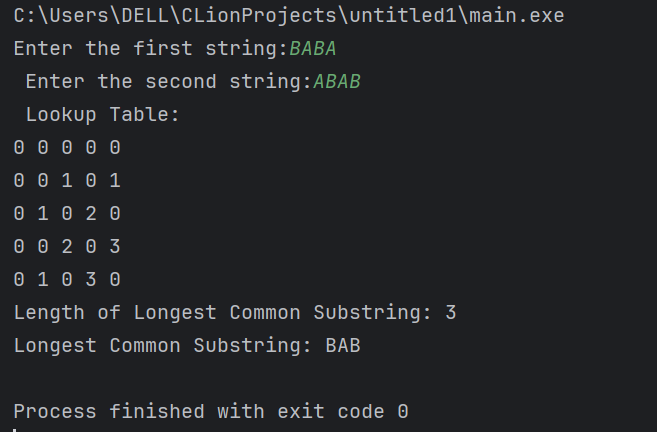 C:\Users\DELL\CLionProjects\untitled1\main.exe
Enter the first string:BABA
 Enter the second string:ABAB
 Lookup Table:
0 0 0 0 0
0 0 1 0 1
0 1 0 2 0
0 0 2 0 3
0 1 0 3 0
Length of Longest Common Substring: 3
Longest Common Substring: BAB

Process finished with exit code 0